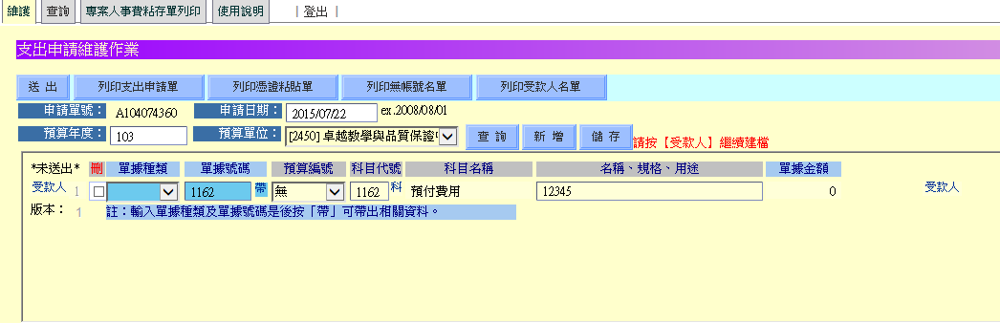 維護 查詢 專案人事費粘存單列印 使用說明 | 登出 |
支出申請維護作業
送 出 列印支出申請單 列印憑證粘貼單 列印無帳號名單 列印受款人名單
申請單號： A104074360 申請日期： 2015/07/22 ex.2008/08/01
預算年度： 103 預算單位： [2450] 卓越教學與品質保證 查 詢 新 增 儲 存 請按【受款人】繼續建檔
*未送出* 刪 單據種類 單據號碼 預算編號 科目代號 科目名稱 名稱、規格、用途 單據金額
受款人 1 1162 帶 無 1162 科 預付費用 12345 0 受款人
版本： 1 註：輸入單據種類及單據號碼是後按「帶」可帶出相關資料。